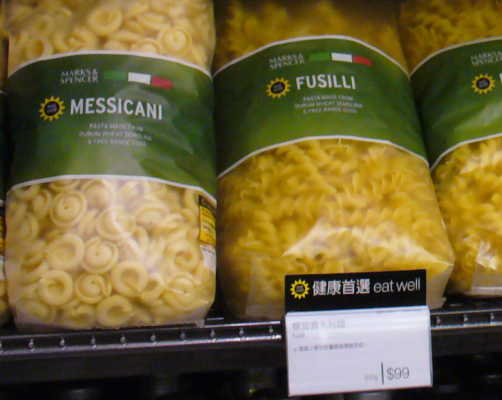 MARKS &
SPENCER
MESSICANI
PASTA MADE FROM
DURUM WHEAT SEMOLINA
& FREE RANGE EGGS
MARKS &
SPENCER
FUSILLI
PASTA MADE FROM
DURUM WHEAT SEMOLINA
& FREE RANGE EGGS
MARKS &
SPENCER
健康首選 eat well
$99